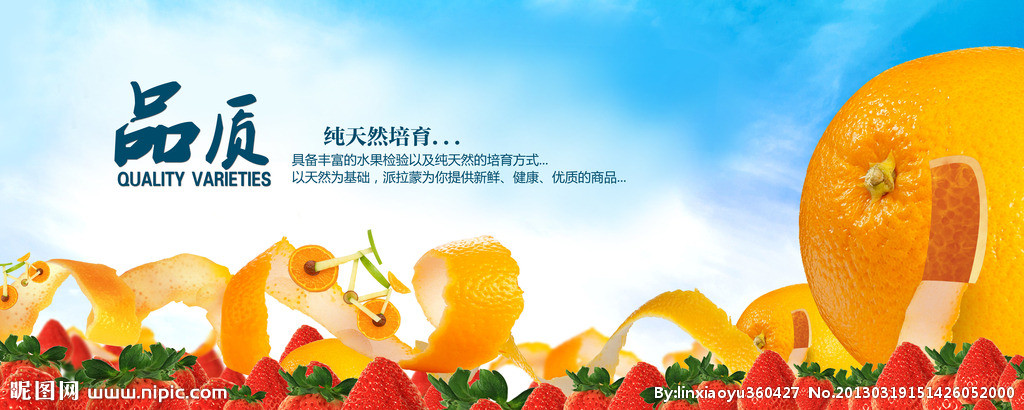 品质
QUALITY VARIETIES
纯天然培育...
具备丰富的水果检验以及纯天然的培育方式...
以天然为基础，派拉蒙为你提供新鲜、健康、优质的商品...
昵图网 www.nipic.com
By:linxiaoyu360427 No.20130319151426052000